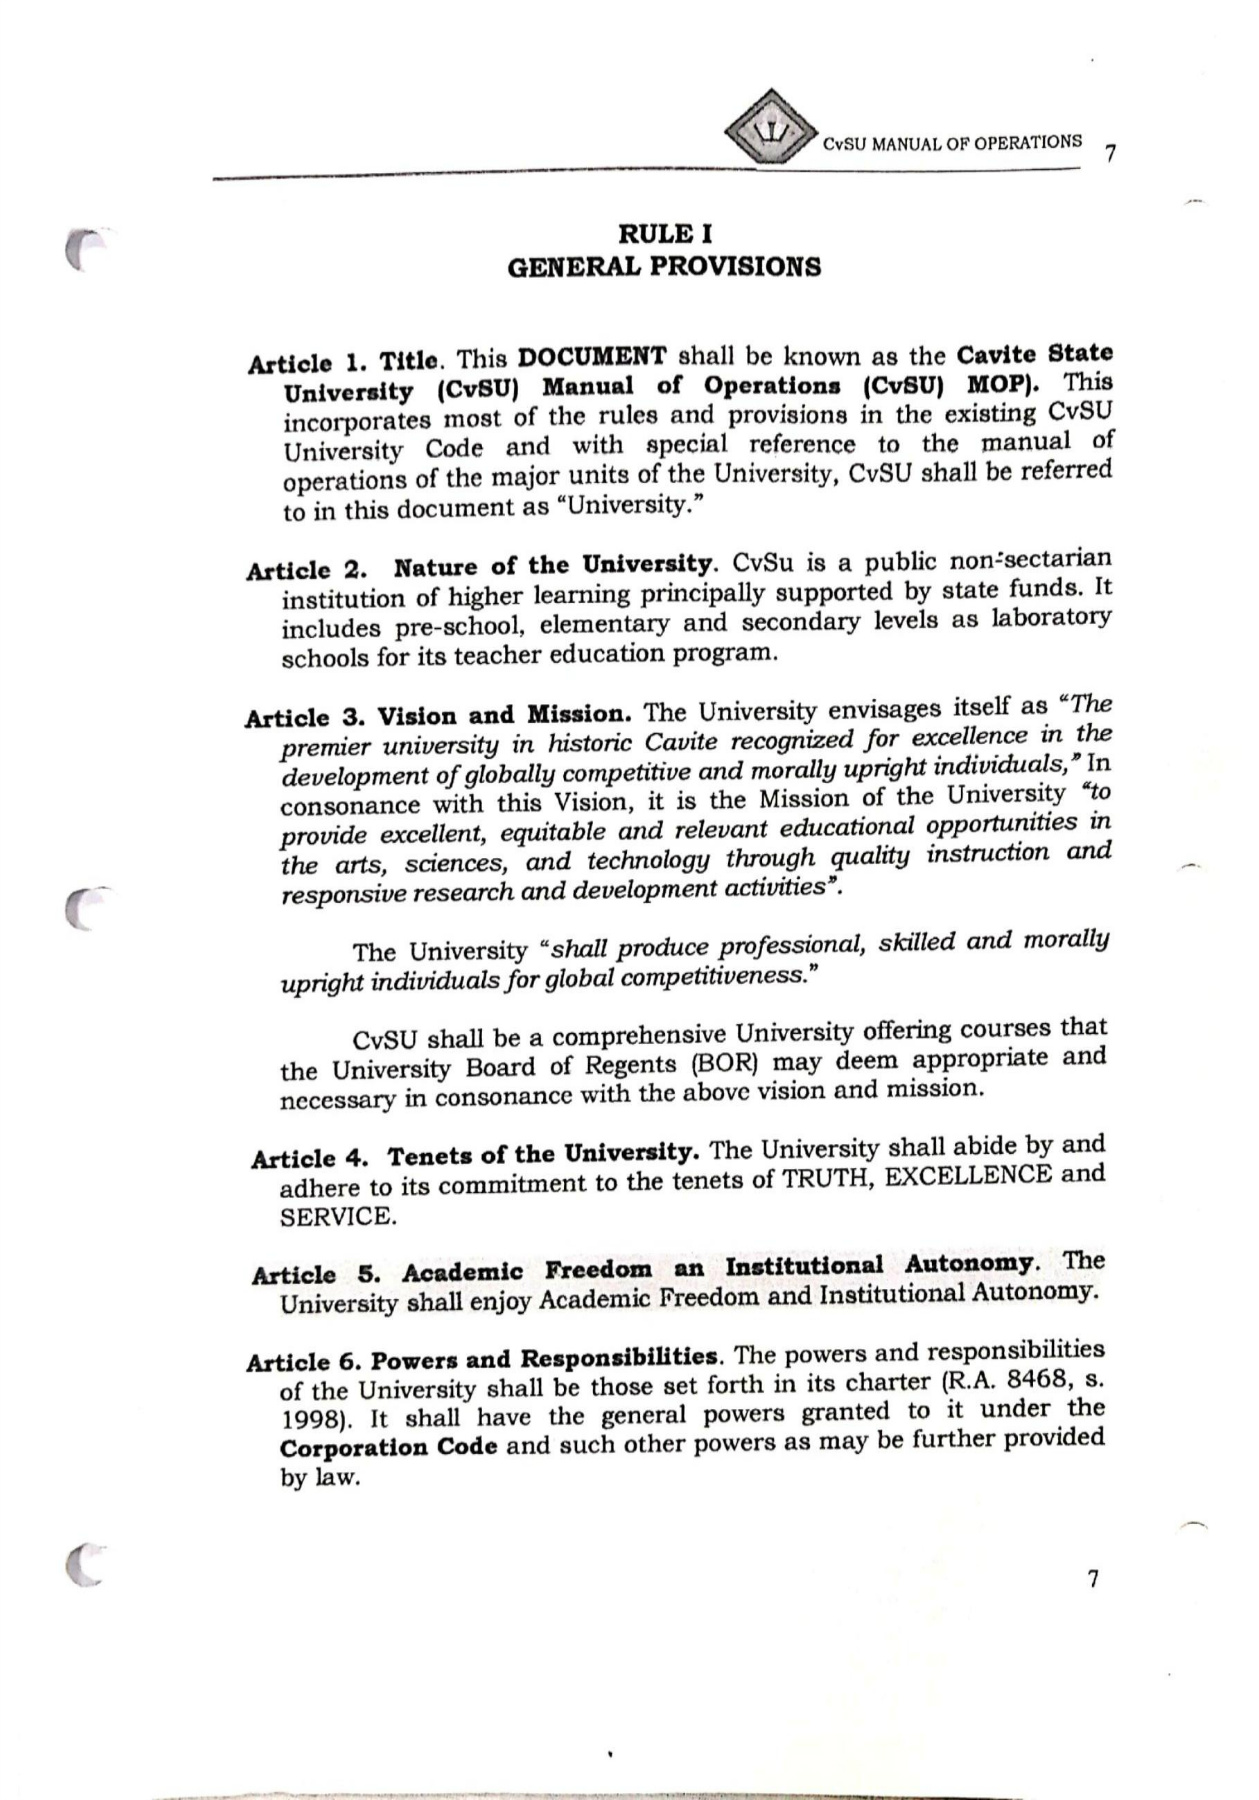 CvSU MANUAL OF OPERATIONS 7
RULE I
GENERAL PROVISIONS
Article 1. Title. This DOCUMENT shall be known as the Cavite State
University (CvSU) Manual of Operations (CvSU) MOP). This
incorporates most of the rules and provisions in the existing CvSU
University Code and with special reference to the manual of
operations of the major units of the University, CvSU shall be referred
to in this document as “University.”
Article 2. Nature of the University. CvSu is a public non-sectarian
institution of higher learning principally supported by state funds. It
includes pre-school, elementary and secondary levels as laboratory
schools for its teacher education program.
Article 3. Vision and Mission. The University envisages itself as “The
premier university in historic Cavite recognized for excellence in the
development of globally competitive and morally upright individuals,” In
consonance with this Vision, it is the Mission of the University “to
provide excellent, equitable and relevant educational opportunities in
the arts, sciences, and technology through quality instruction and
responsive research and development activities”.
The University “shall produce professional, skilled and morally
upright individuals for global competitiveness.”
CvSU shall be a comprehensive University offering courses that
the University Board of Regents (BOR) may deem appropriate and
necessary in consonance with the above vision and mission.
Article 4. Tenets of the University. The University shall abide by and
adhere to its commitment to the tenets of TRUTH, EXCELLENCE and
SERVICE.
Article 5. Academic Freedom an Institutional Autonomy. The
University shall enjoy Academic Freedom and Institutional Autonomy.
Article 6. Powers and Responsibilities. The powers and responsibilities
of the University shall be those set forth in its charter (R.A. 8468, s.
1998). It shall have the general powers granted to it under the
Corporation Code and such other powers as may be further provided
by law.
7